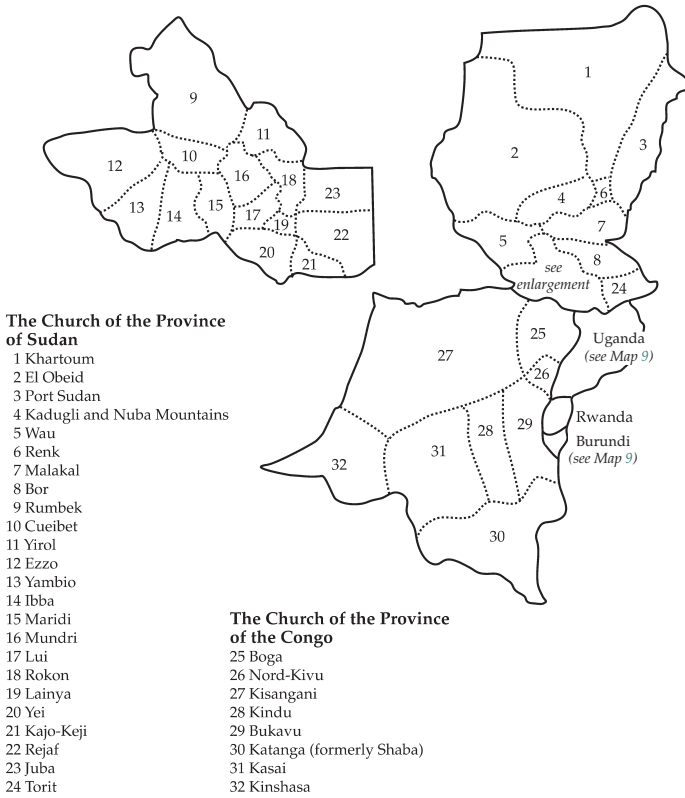 1
9
11
3
10
2
12
16
18
6
23
4
13
15
14
17
7
19
22
5
20
8
21
see
enlargement
24
The Church of the Province
of Sudan
1 Khartoum
2 El Obeid
3 Port Sudan
4 Kadugli and Nuba Mountains
5 Wau
6 Renk
7 Malakal
8 Bor
9 Rumbek
10 Cueibet
11 Yirol
12 Ezzo
13 Yambio
14 Ibba
15 Maridi
16 Mundri
17 Lui
18 Rokon
19 Lainya
20 Yei
21 Kajo-Keji
22 Rejaf
23 Juba
24 Torit
25
Uganda
(see Map 9)
27
26
Rwanda
29
28
Burundi
(see Map 9)
31
32
30
The Church of the Province
of the Congo
25 Boga
26 Nord-Kivu
27 Kisangani
28 Kindu
29 Bukavu
30 Katanga (formerly Shaba)
31 Kasai
32 Kinshasa